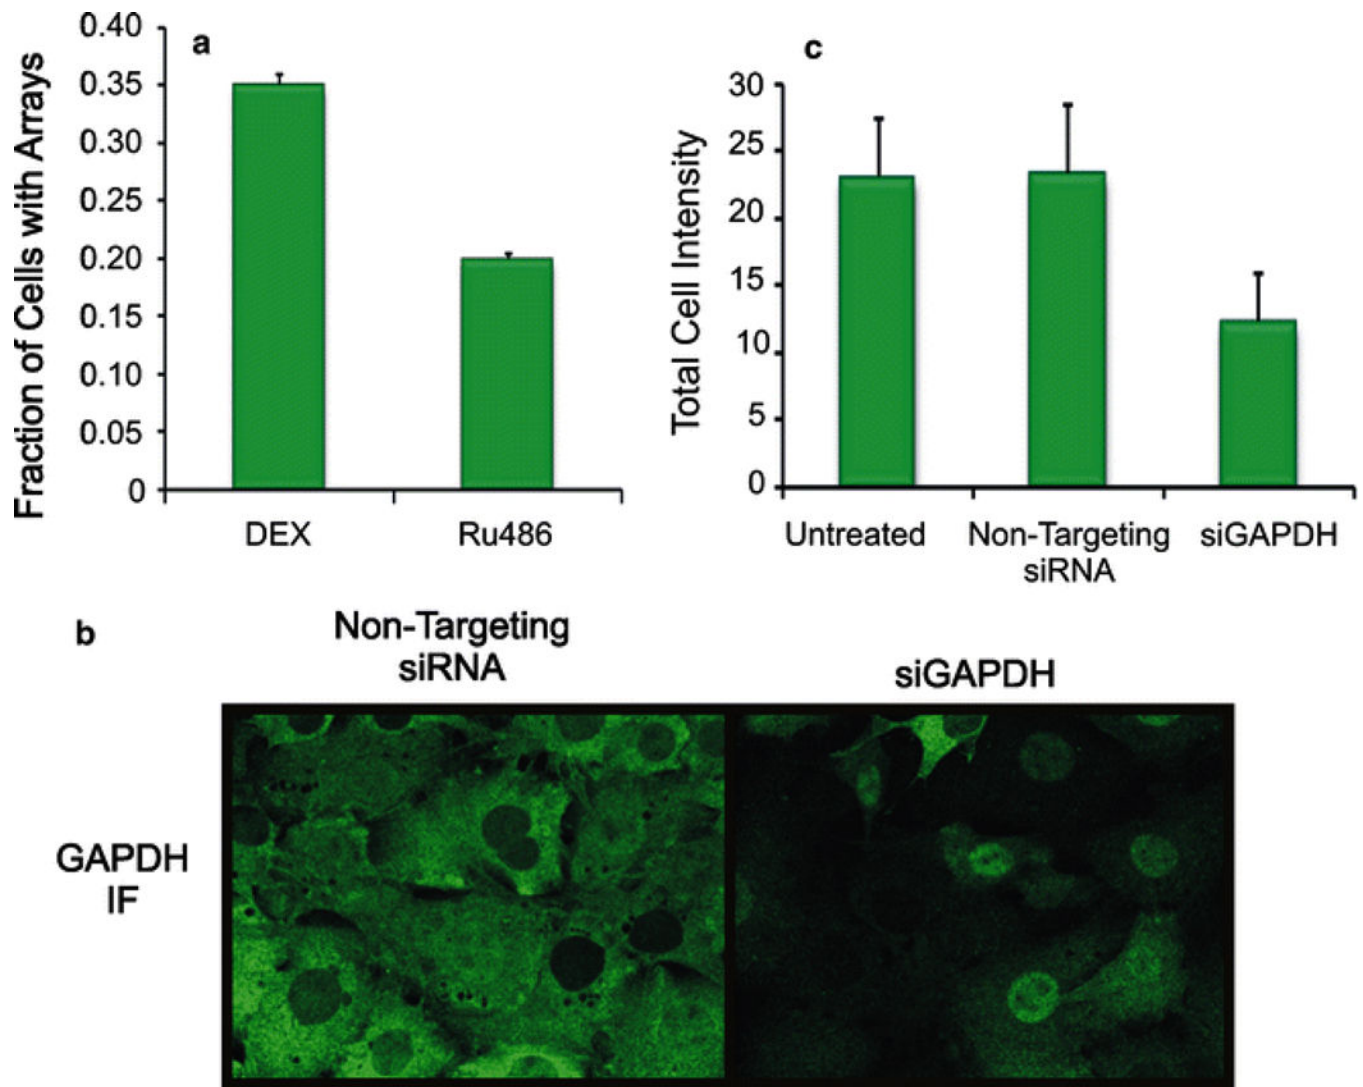 a
Fraction of Cells with Arrays
0.40
0.35
0.30
0.25
0.20
0.15
0.10
0.05
0
DEX
Ru486
c
Total Cell Intensity
30
25
20
15
10
5
0
Untreated
Non-Targeting
siRNA
siGAPDH
b
Non-Targeting
siRNA
siGAPDH
GAPDH
IF